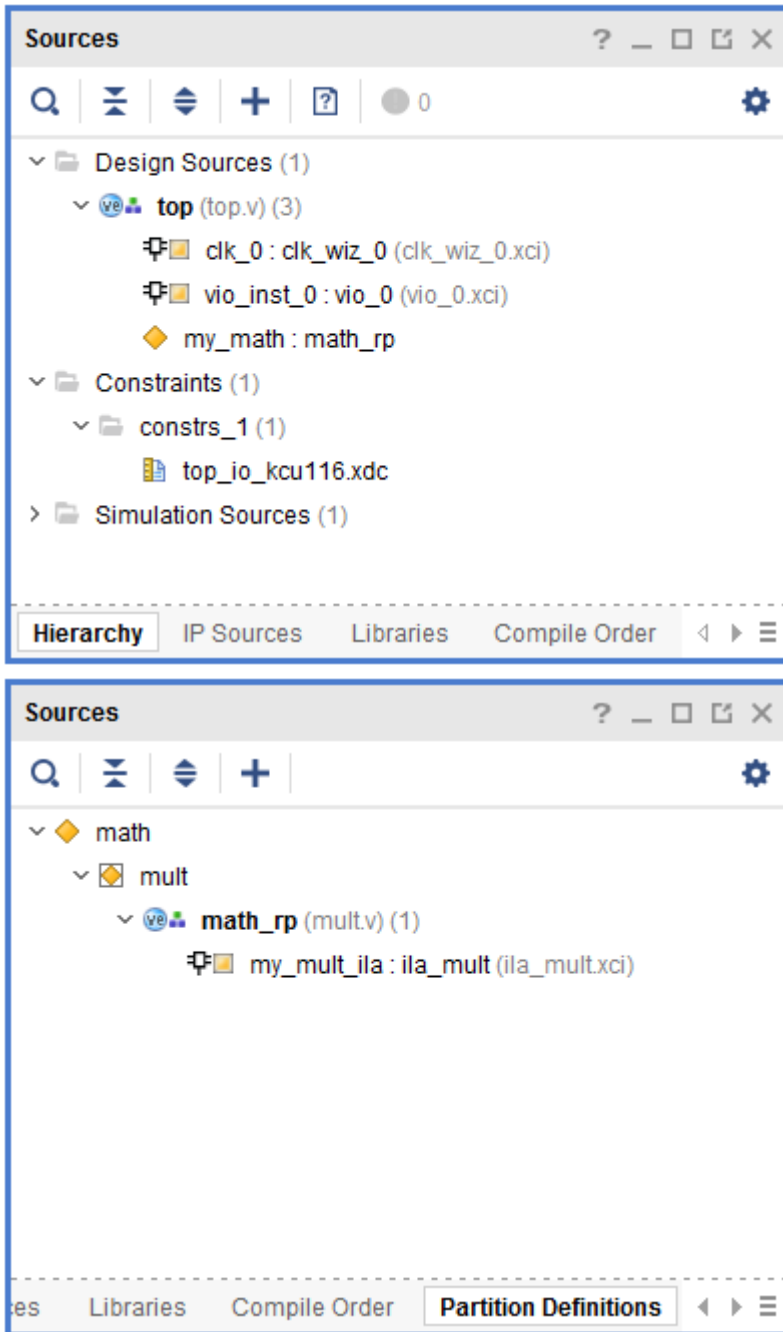 Sources
0
Design Sources (1)
top (top.v) (3)
clk_0 : clk_wiz_0 (clk_wiz_0.xci)
vio_inst_0 : vio_0 (vio_0.xci)
my_math : math_rp
Constraints (1)
constrs_1 (1)
top_io_kcu116.xdc
Simulation Sources (1)
Hierarchy IP Sources Libraries Compile Order
Sources
math
mult
math_rp (mult.v) (1)
my_mult_ila : ila_mult (ila_mult.xci)
es Libraries Compile Order Partition Definitions